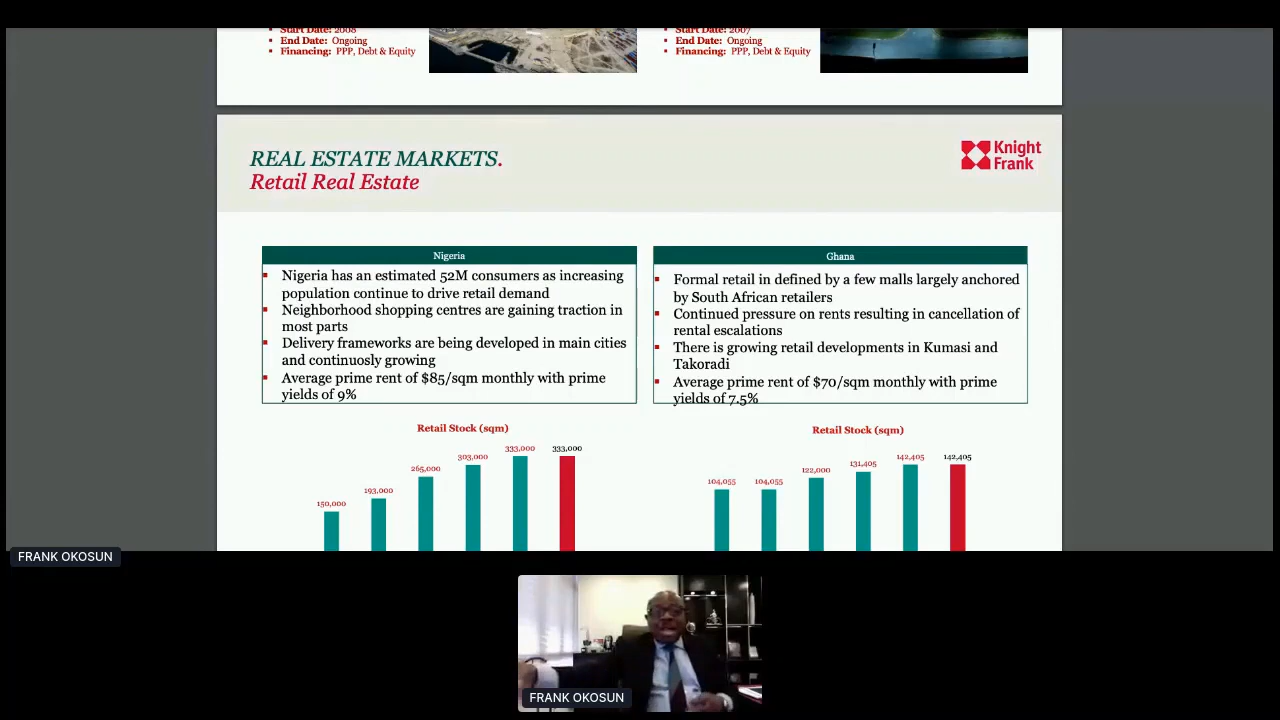 Start Date: 2008
End Date: Ongoing
Financing: PPP, Debt & Equity
Start Date: 2007
End Date: Ongoing
Financing: PPP, Debt & Equity
REAL ESTATE MARKETS.
Retail Real Estate
Knight
Frank
Nigeria
Nigeria has an estimated 52M consumers as increasing
population continue to drive retail demand
Neighborhood shopping centres are gaining traction in
most parts
Delivery frameworks are being developed in main cities
and continuosly growing
Average prime rent of $85/sqm monthly with prime
yields of 9%
Ghana
Formal retail in defined by a few malls largely anchored
by South African retailers
Continued pressure on rents resulting in cancellation of
rental escalations
There is growing retail developments in Kumasi and
Takoradi
Average prime rent of $70/sqm monthly with prime
yields of 7.5%
Retail Stock (sqm)
150,000
193,000
265,000
303,000
333,000
333,000
Retail Stock (sqm)
104,055
104,055
122,000
131,405
142,405
142,405
FRANK OKOSUN
FRANK OKOSUN